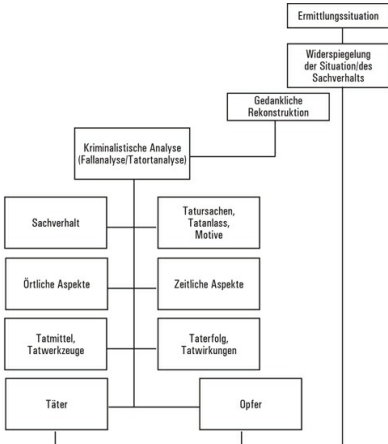 Ermittlungssituation
Widerspiegelung
der Situation/des
Sachverhalts
Gedankliche
Rekonstruktion
Kriminalistische Analyse
(Fallanalyse/Tatortanalyse)
Sachverhalt
Tatursachen,
Tatanlass,
Motive
Örtliche Aspekte
Zeitliche Aspekte
Tatmittel,
Tatwerkzeuge
Taterfolg,
Tatwirkungen
Täter
Opfer